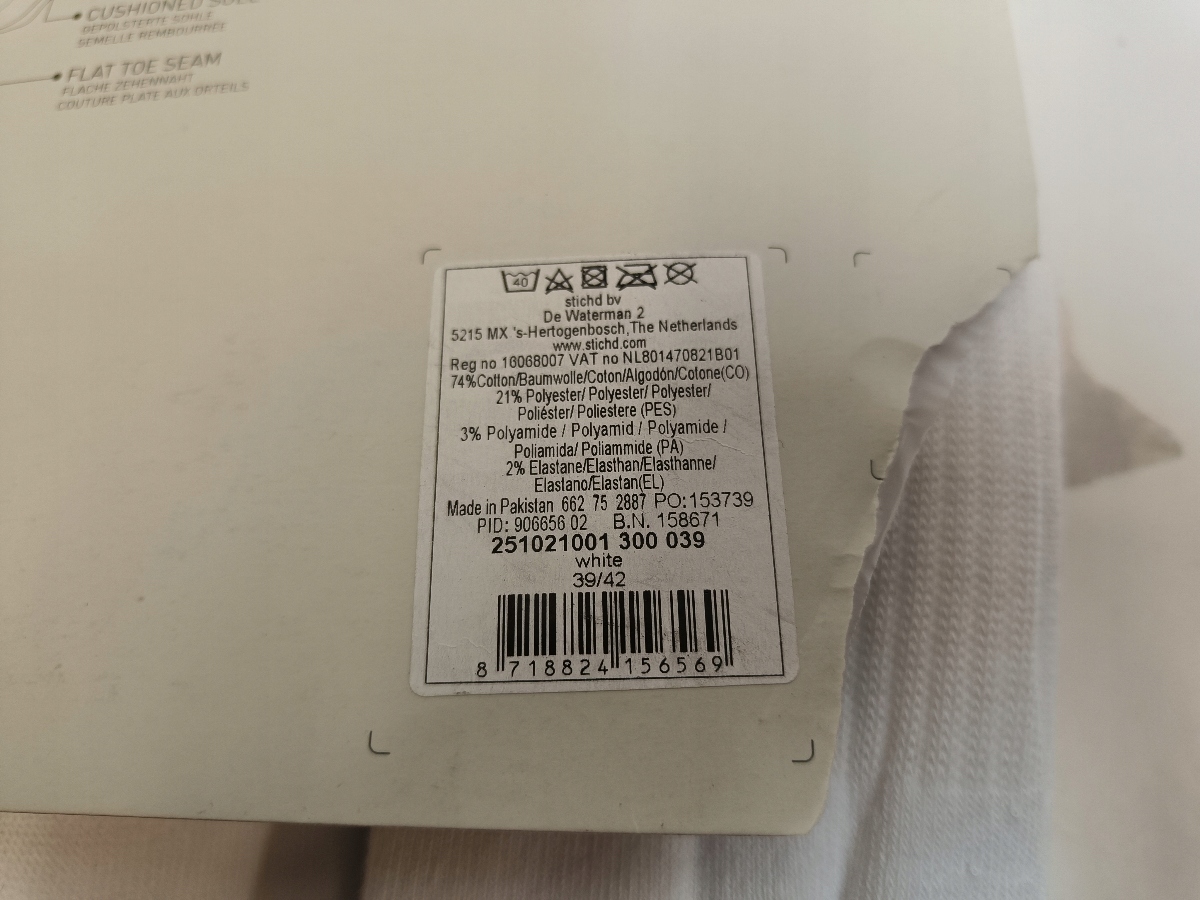 CUSHIONED SOLE
GEPOLSTERTE SOHLE
SEMELLE REMBOURRÉE
FLAT TOE SEAM
FLACHE ZEHENNAHT
COUTURE PLATE AUX ORTEILS
40
stichd bv
De Waterman 2
5215 MX 's-Hertogenbosch,The Netherlands
www.stichd.com
Reg no 16068007 VAT no NL801470821B01
74%Cotton/Baumwolle/Coton/Algodón/Cotone(CO)
21% Polyester/ Polyester/ Polyester/
Poliéster/ Poliestere (PES)
3% Polyamide / Polyamid / Polyamide /
Poliamida/ Poliammide (PA)
2% Elastane/Elasthan/Elasthanne/
Elastano/Elastan(EL)
Made in Pakistan 662 75 2887 PO:153739
PID: 906656 02 B.N. 158671
251021001 300 039
white
39/42
8 718824 156569